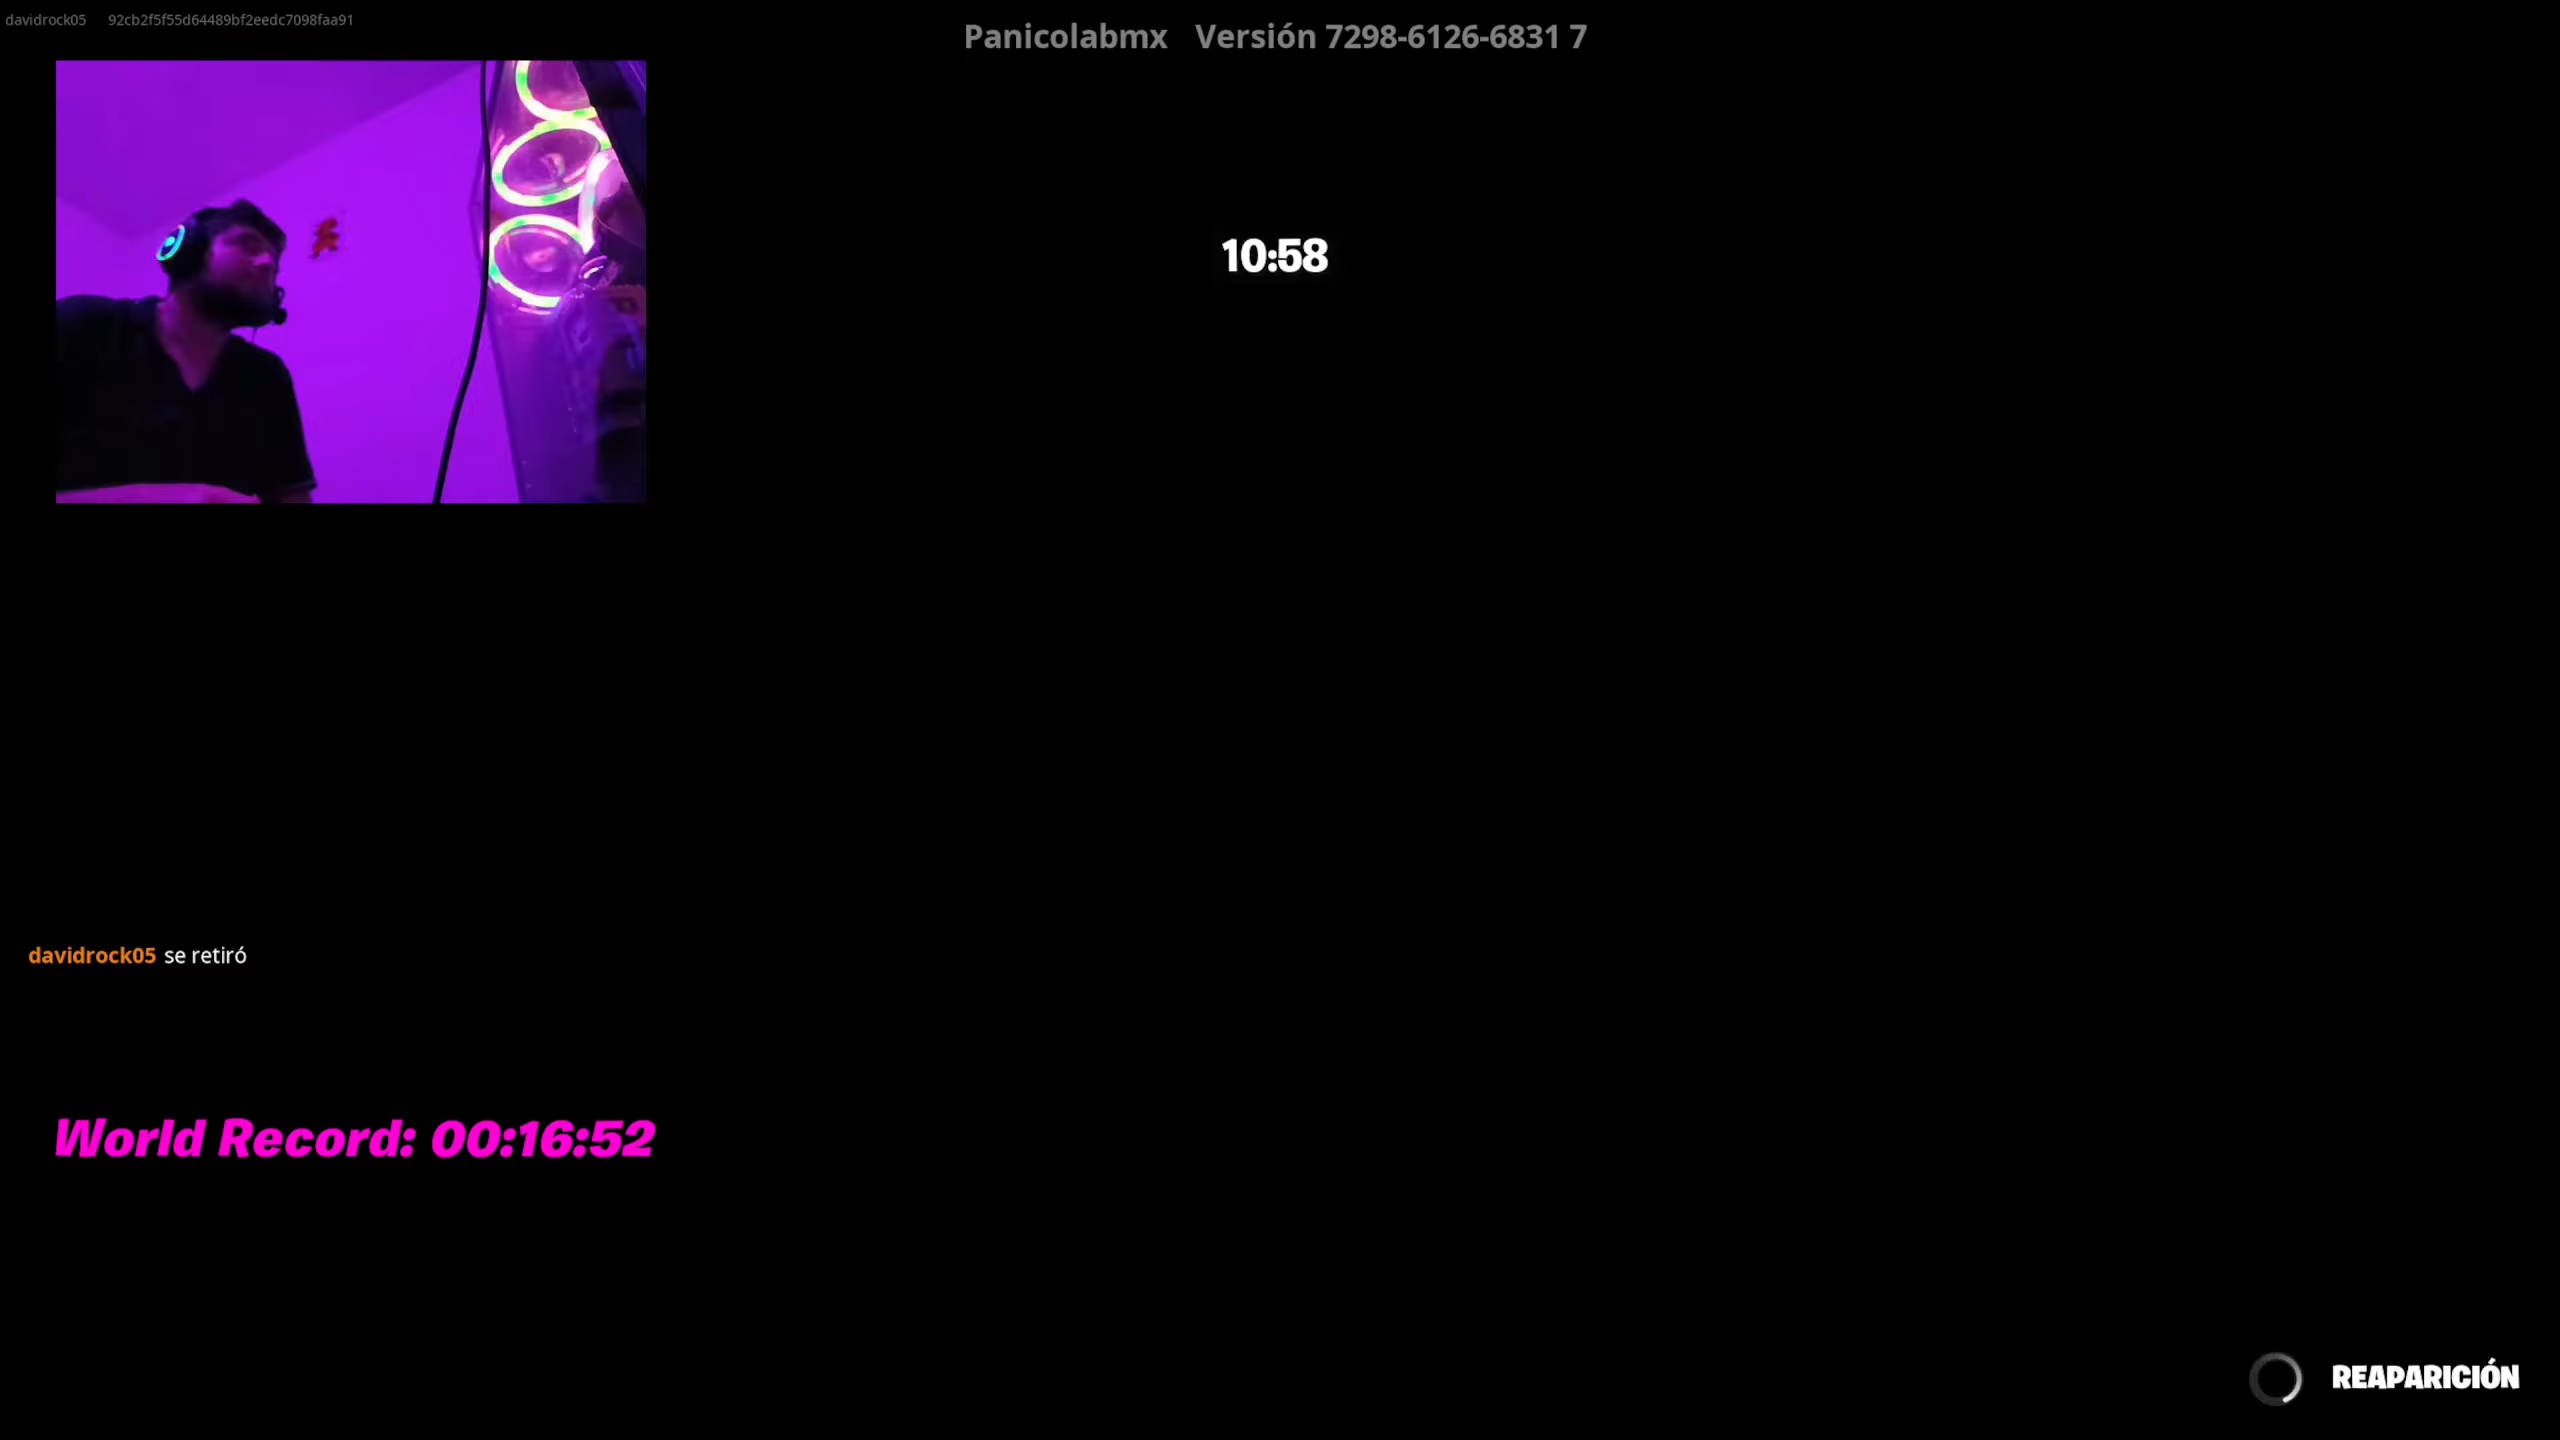 davidrock05 92cb2f5f55d64489bf2eedc7098faa91
Panicolabmx Versión 7298-6126-6831 7
10:58
davidrock05 se retiró
World Record: 00:16:52
REAPARICIÓN